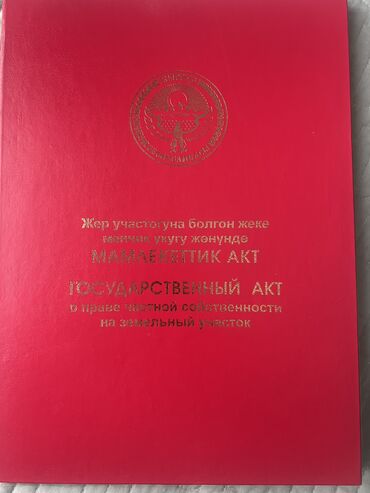 Жер участогуна болгон жеке
менчик укугу жөнүндө
МАМЛЕКЕТТИК АКТ
ГОСУДАРСТВЕННЫЙ АКТ
о праве частной собственности
на земельный участок